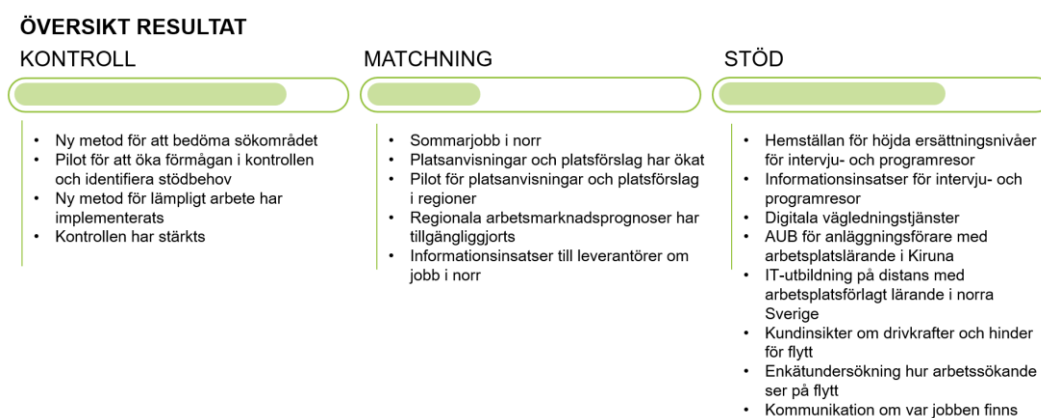 ÖVERSIKT RESULTAT
KONTROLL
• Ny metod för att bedöma sökområdet
• Pilot för att öka förmågan i kontrollen
och identifiera stödbehov
• Ny metod för lämpligt arbete har
implementerats
• Kontrollen har stärkts
MATCHNING
• Sommarjobb i norr
• Platsanvisningar och platsförslag har ökat
• Pilot för platsanvisningar och platsförslag
i regioner
• Regionala arbetsmarknadsprognoser har
tillgängliggjorts
• Informationsinsatser till leverantörer om
jobb i norr
STÖD
• Hemställan för höjda ersättningsnivåer
för intervju- och programresor
• Informationsinsatser för intervju- och
programresor
• Digitala vägledningstjänster
• AUB för anläggningsförare med
arbetsplatslärande i Kiruna
• IT-utbildning på distans med
arbetsplatsförlagt lärande i norra
Sverige
• Kundinsikter om drivkrafter och hinder
för flytt
• Enkätundersökning hur arbetssökande
ser på flytt
• Kommunikation om var jobben finns